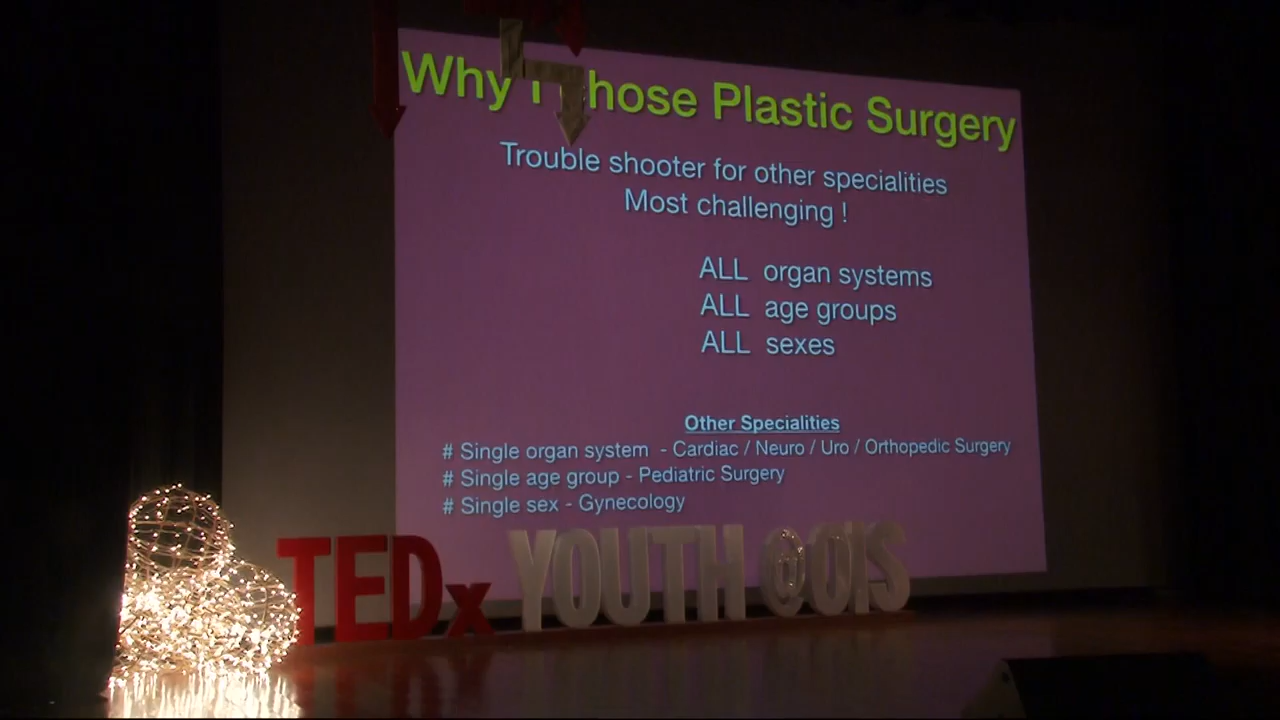 Why I hose Plastic Surgery
Trouble shooter for other specialities
Most challenging !
ALL organ systems
ALL age groups
ALL sexes
Other Specialities
# Single organ system - Cardiac / Neuro / Uro / Orthopedic Surgery
# Single age group - Pediatric Surgery
# Single sex - Gynecology
TEDx YOUTH @OIS